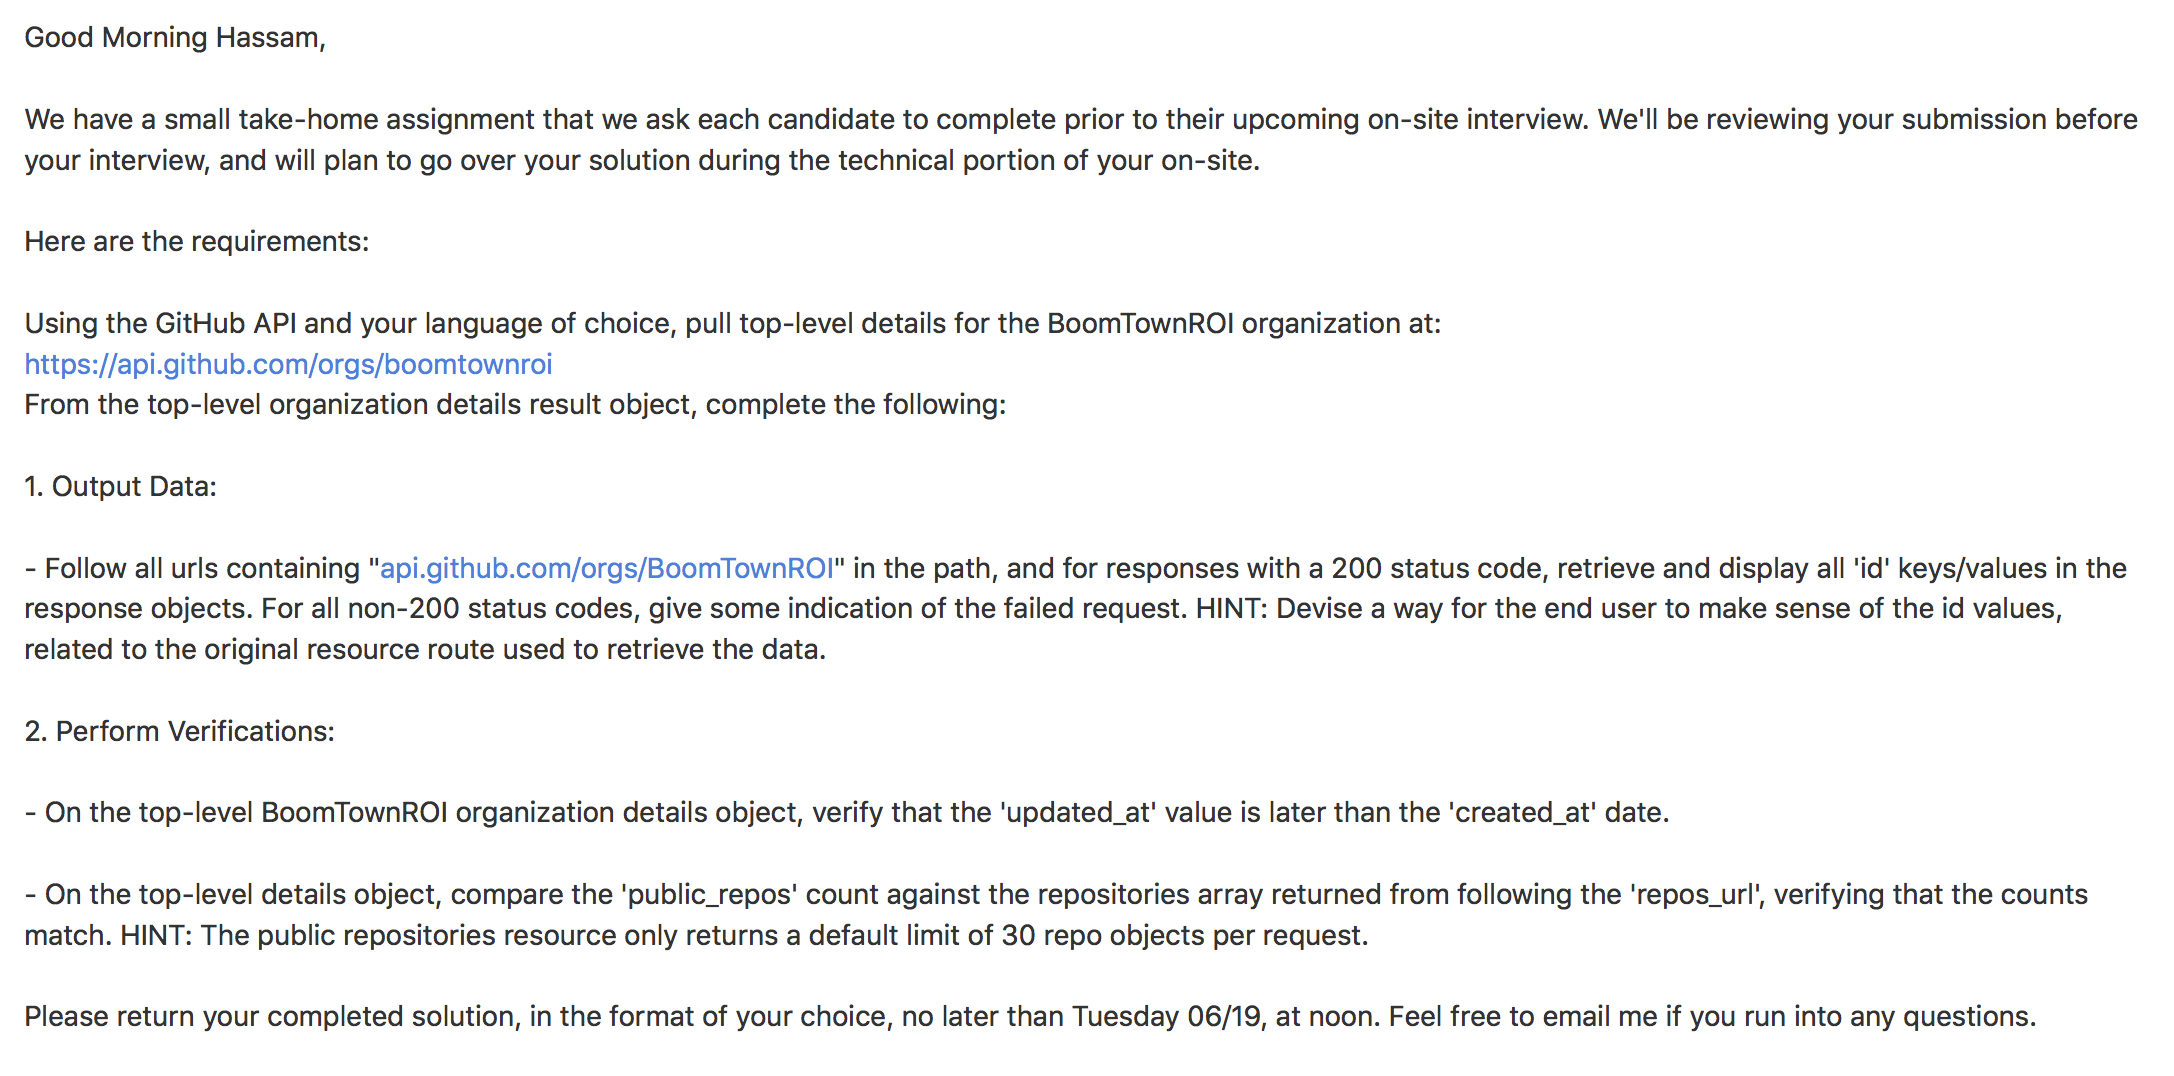 Good Morning Hassam,
We have a small take-home assignment that we ask each candidate to complete prior to their upcoming on-site interview. We'll be reviewing your submission before
your interview, and will plan to go over your solution during the technical portion of your on-site.
Here are the requirements:
Using the GitHub API and your language of choice, pull top-level details for the BoomTownROI organization at:
https://api.github.com/orgs/boomtownroi
From the top-level organization details result object, complete the following:
1. Output Data:
- Follow all urls containing "api.github.com/orgs/BoomTownROI" in the path, and for responses with a 200 status code, retrieve and display all 'id' keys/values in the
response objects. For all non-200 status codes, give some indication of the failed request. HINT: Devise a way for the end user to make sense of the id values,
related to the original resource route used to retrieve the data.
2. Perform Verifications:
- On the top-level BoomTownROI organization details object, verify that the 'updated_at' value is later than the 'created_at' date.
- On the top-level details object, compare the 'public_repos' count against the repositories array returned from following the 'repos_url', verifying that the counts
match. HINT: The public repositories resource only returns a default limit of 30 repo objects per request.
Please return your completed solution, in the format of your choice, no later than Tuesday 06/19, at noon. Feel free to email me if you run into any questions.